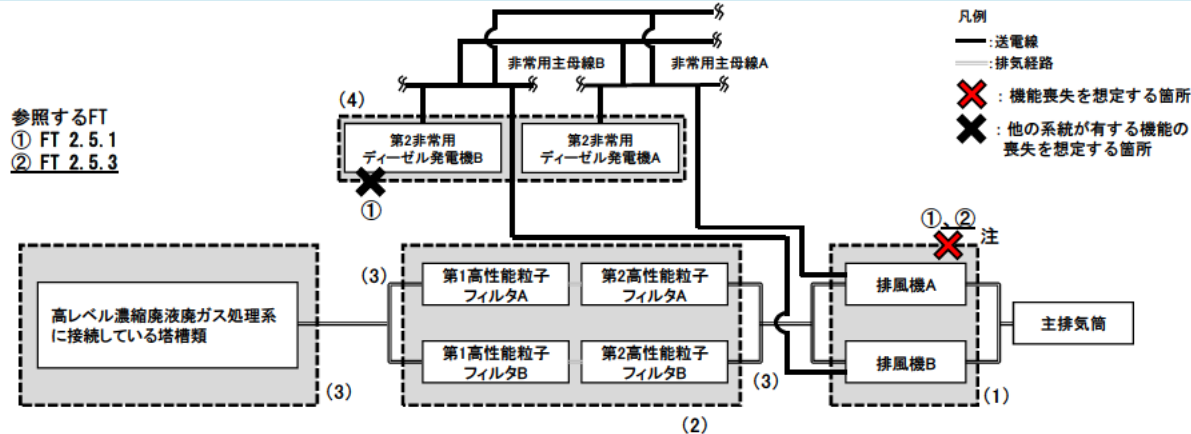 凡例
:送電線
:排気経路
:機能喪失を想定する箇所
:他の系統が有する機能の
喪失を想定する箇所
非常用主母線B
非常用主母線A
参照するFT
① FT 2.5.1
② FT 2.5.3
(4)
第2非常用
ディーゼル発電機B
第2非常用
ディーゼル発電機A
①
①、②
注
高レベル濃縮廃液廃ガス処理系
に接続している塔槽類
(3)
(3)
第1高性能粒子
フィルタA
第2高性能粒子
フィルタA
第1高性能粒子
フィルタB
第2高性能粒子
フィルタB
(3)
(2)
排風機A
排風機B
(1)
主排気筒